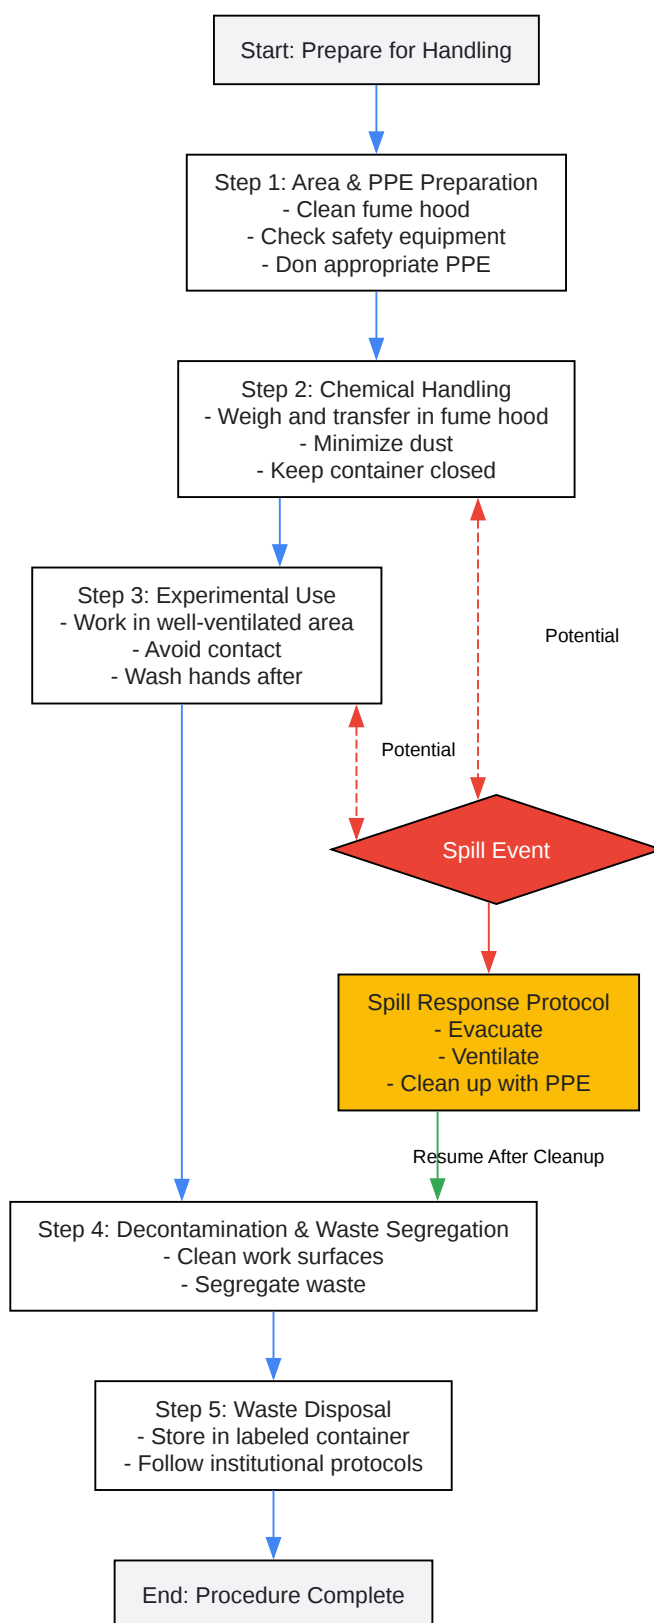 Start: Prepare for Handling
Step 1: Area & PPE Preparation
- Clean fume hood
- Check safety equipment
- Don appropriate PPE
Step 2: Chemical Handling
- Weigh and transfer in fume hood
- Minimize dust
- Keep container closed
Step 3: Experimental Use
- Work in well-ventilated area
- Avoid contact
- Wash hands after
Potential
Potential
Spill Event
Spill Response Protocol
- Evacuate
- Ventilate
- Clean up with PPE
Resume After Cleanup
Step 4: Decontamination & Waste Segregation
- Clean work surfaces
- Segregate waste
Step 5: Waste Disposal
- Store in labeled container
- Follow institutional protocols
End: Procedure Complete